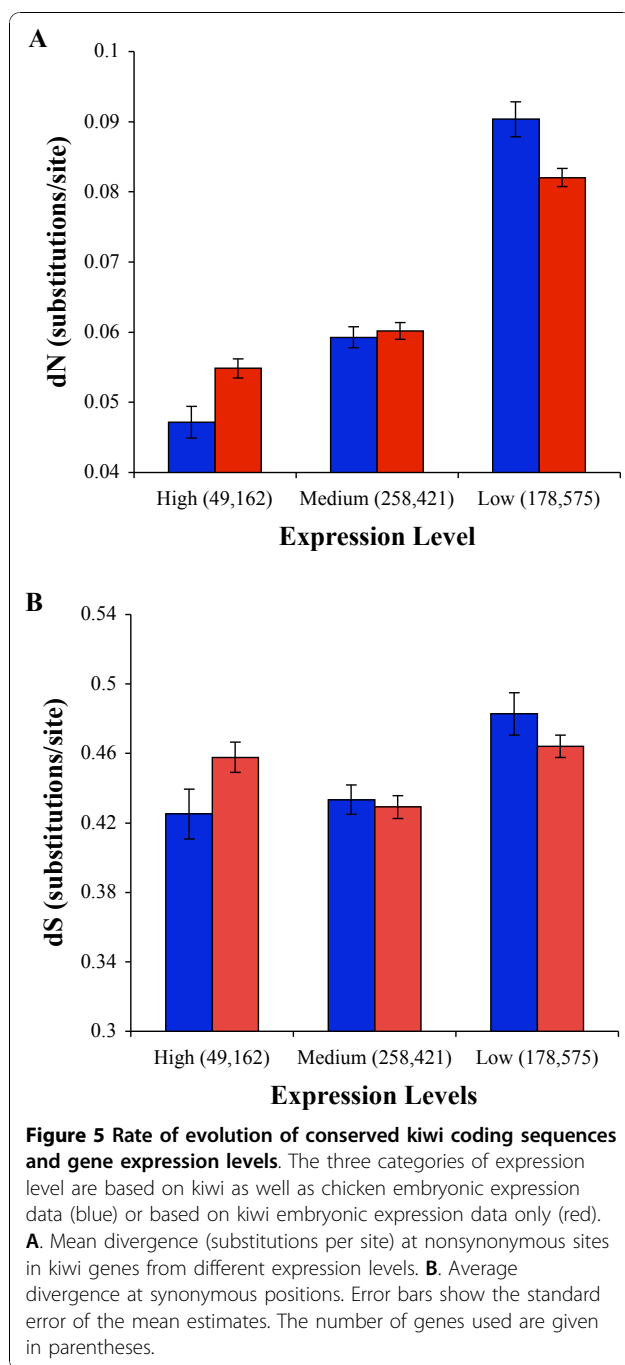 A
0.1
0.09
0.08
0.07
0.06
0.05
0.04
dN (substitutions/site)
High (49,162)
Medium (258,421)
Low (178,575)
Expression Level
B
0.54
0.5
0.46
0.42
0.38
0.34
0.3
dS (substitutions/site)
High (49,162)
Medium (258,421)
Low (178,575)
Expression Levels
Figure 5 Rate of evolution of conserved kiwi coding sequences
and gene expression levels. The three categories of expression
level are based on kiwi as well as chicken embryonic expression
data (blue) or based on kiwi embryonic expression data only (red).
A. Mean divergence (substitutions per site) at nonsynonymous sites
in kiwi genes from different expression levels. B. Average
divergence at synonymous positions. Error bars show the standard
error of the mean estimates. The number of genes used are given
in parentheses.